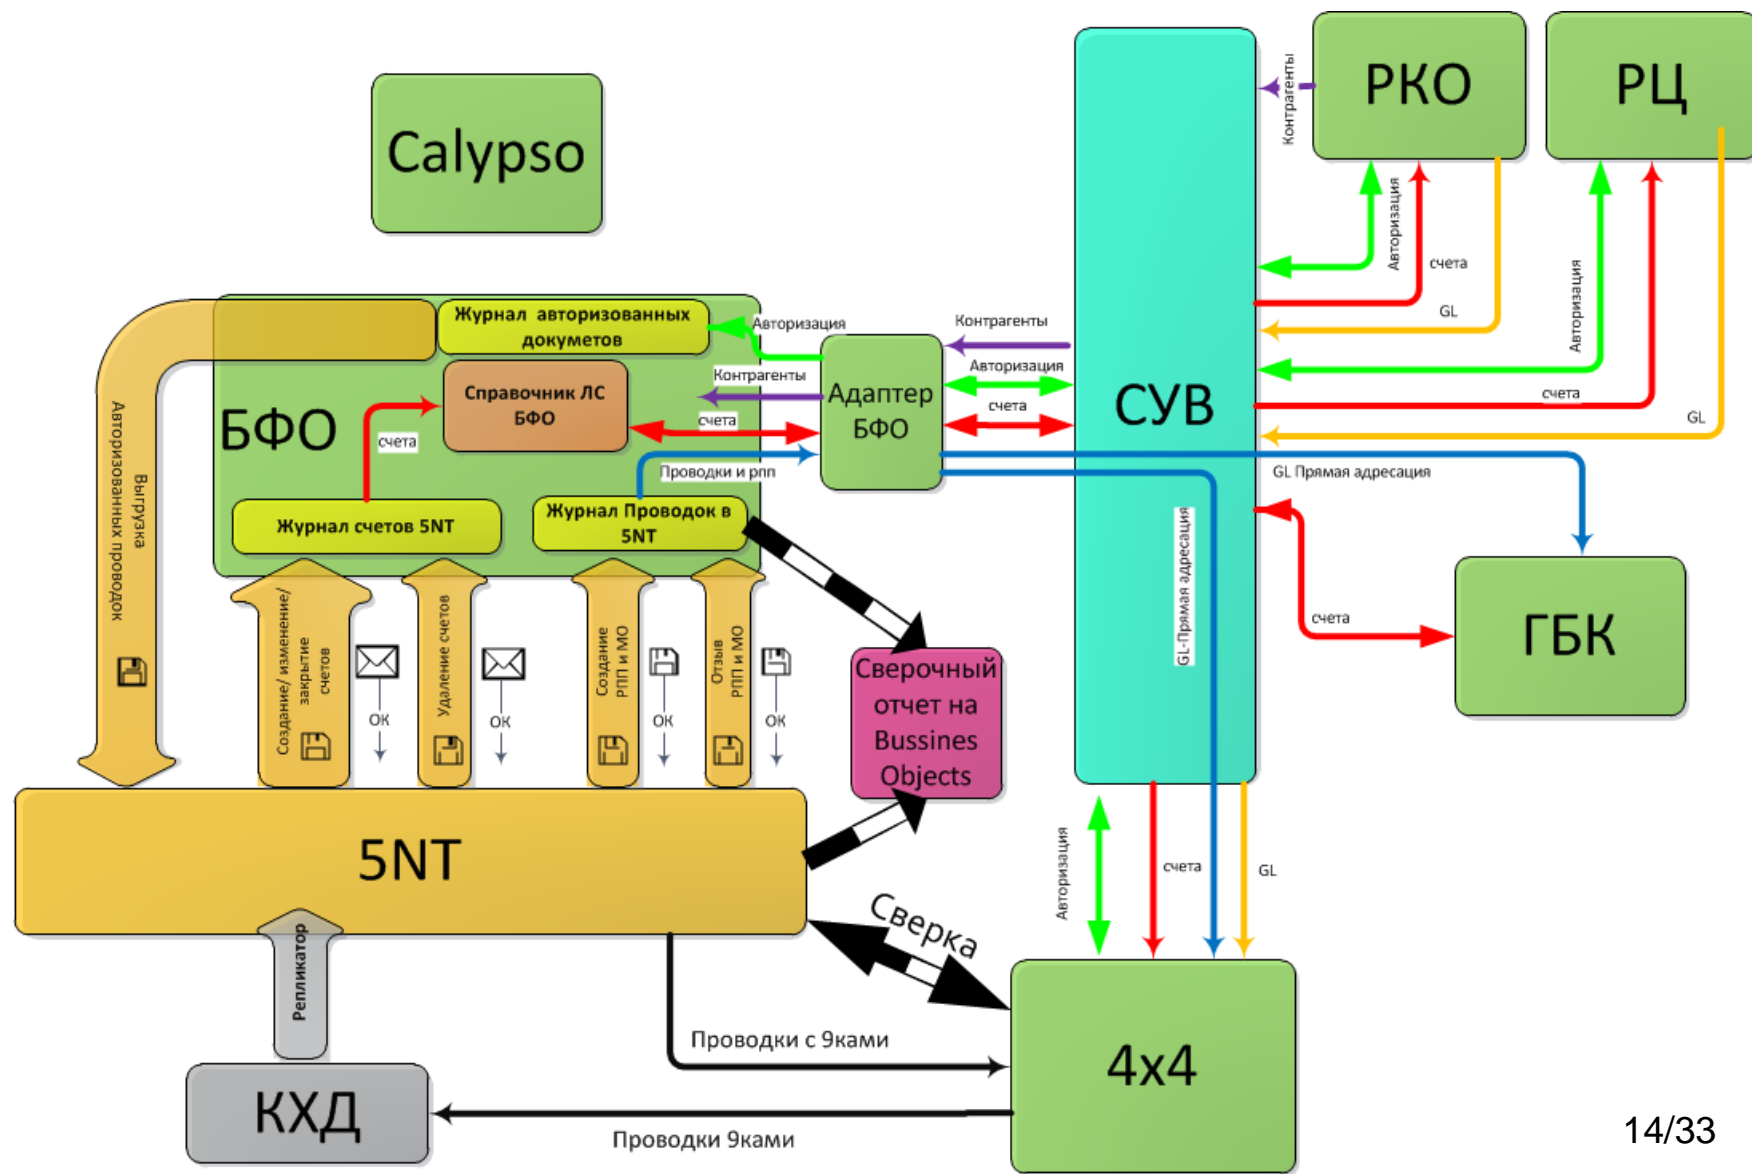 Calypso
РКО
РЦ
Контрагенты
Авторизация
счета
GL
Авторизация
счета
GL
СУВ
Контрагенты
Авторизация
счета
Адаптер
БФО
Авторизация
Контрагенты
счета
Проводки и рпп
БФО
Журнал авторизованных
докуметов
Справочник ЛС
БФО
счета
Журнал счетов 5NT
Журнал Проводок в
5NT
GL Прямая адресация
GL-Прямая адресация
счета
ГБК
Выгрузка
Авторизованных проводок
Создание/ изменение/
закрытие
счетов
ОК
Удаление счетов
ОК
Создание
РПП и МО
ОК
Отзыв
РПП и МО
ОК
Сверочный
отчет на
Bussines
Objects
5NT
Авторизация
счета
GL
Сверка
Репликатор
Проводки с 9ками
4x4
КХД
Проводки 9ками
14/33